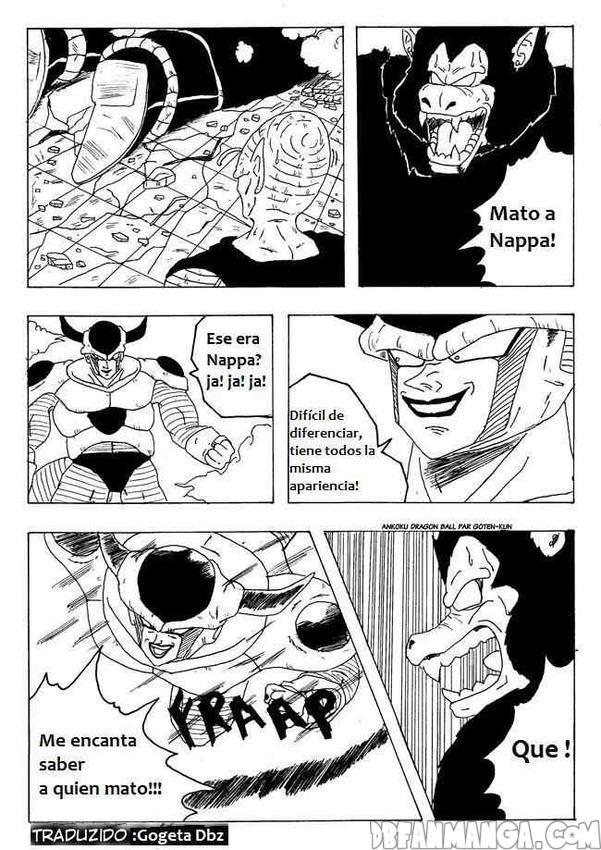 Mato a
Nappa!
Ese era
Nappa?
ja! ja! ja!
Difícil de
diferenciar,
tiene todos la
misma
apariencia!
ANKOKU DRAGON BALL PAR GOTEN-KUN
YRAAP
Me encanta
saber
a quien mato!!!
Que !
TRADUZIDO :Gogeta Dbz
DBFANMANGA.COM